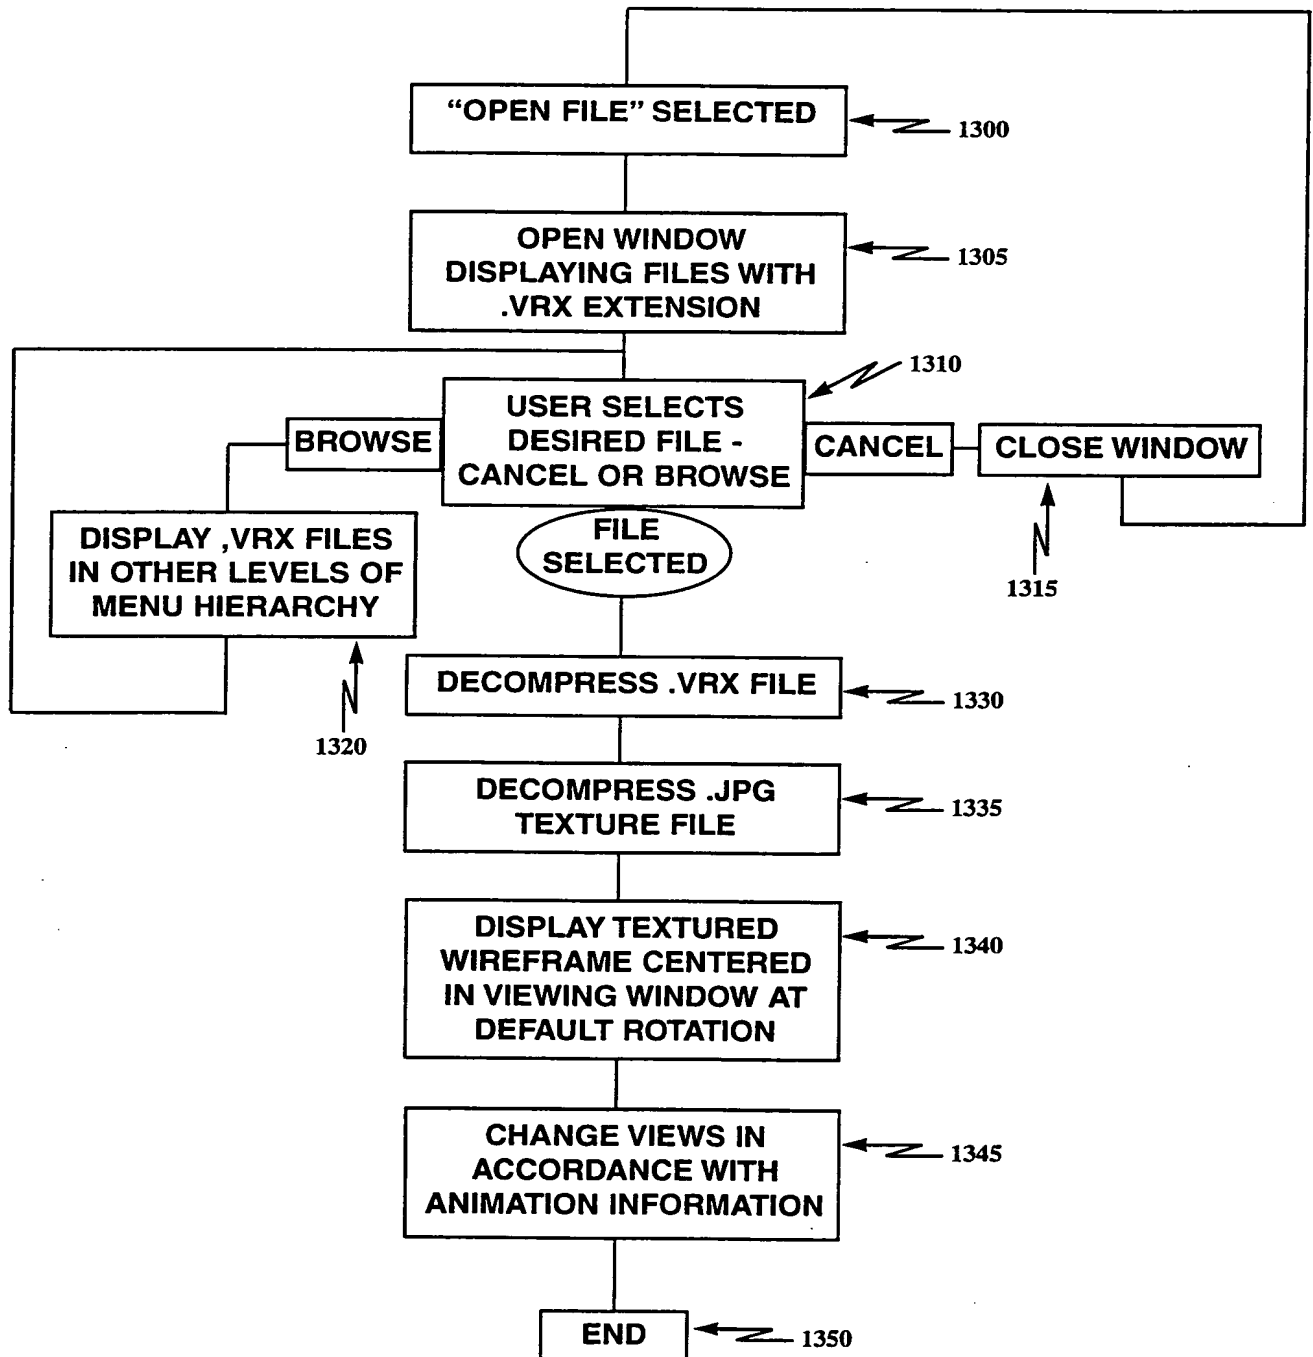 “OPEN FILE” SELECTED
1300
OPEN WINDOW
DISPLAYING FILES WITH
.VRX EXTENSION
1305
1310
USER SELECTS
DESIRED FILE -
CANCEL OR BROWSE
BROWSE
CANCEL
CLOSE WINDOW
1315
FILE
SELECTED
DISPLAY ,VRX FILES
IN OTHER LEVELS OF
MENU HIERARCHY
1320
DECOMPRESS .VRX FILE
1330
DECOMPRESS .JPG
TEXTURE FILE
1335
DISPLAY TEXTURED
WIREFRAME CENTERED
IN VIEWING WINDOW AT
DEFAULT ROTATION
1340
CHANGE VIEWS IN
ACCORDANCE WITH
ANIMATION INFORMATION
1345
END
1350